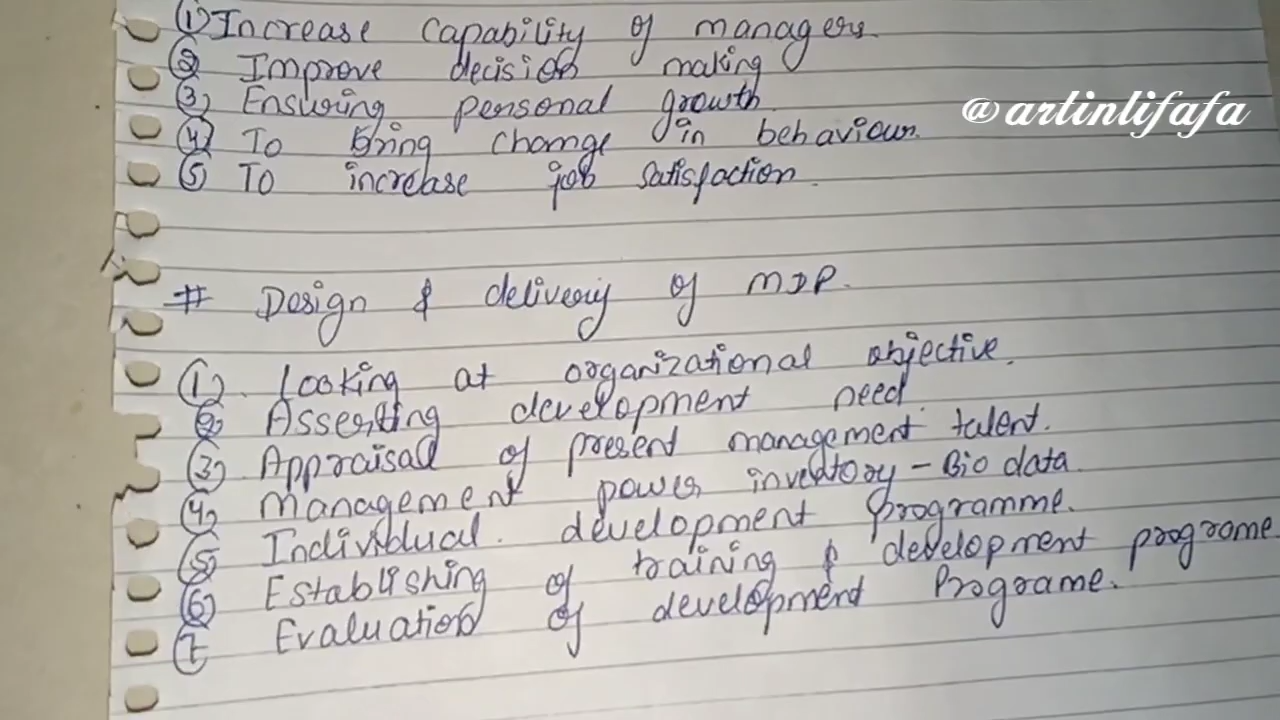 ① Increase capability of managers
② Improve decision making
③ Ensuring personal growth
@artinlifafa
④ To bring change in behaviour
⑤ To increase job satisfaction.
# Design & delivery of MDP.
① Looking at organizational objective.
② Assesting development need
③ Appraisal of present management talent.
④ Management power inventory - Bio data
⑤ Individual development programme.
⑥ Establishing of training & development programe
⑦ Evaluation of development Programe.